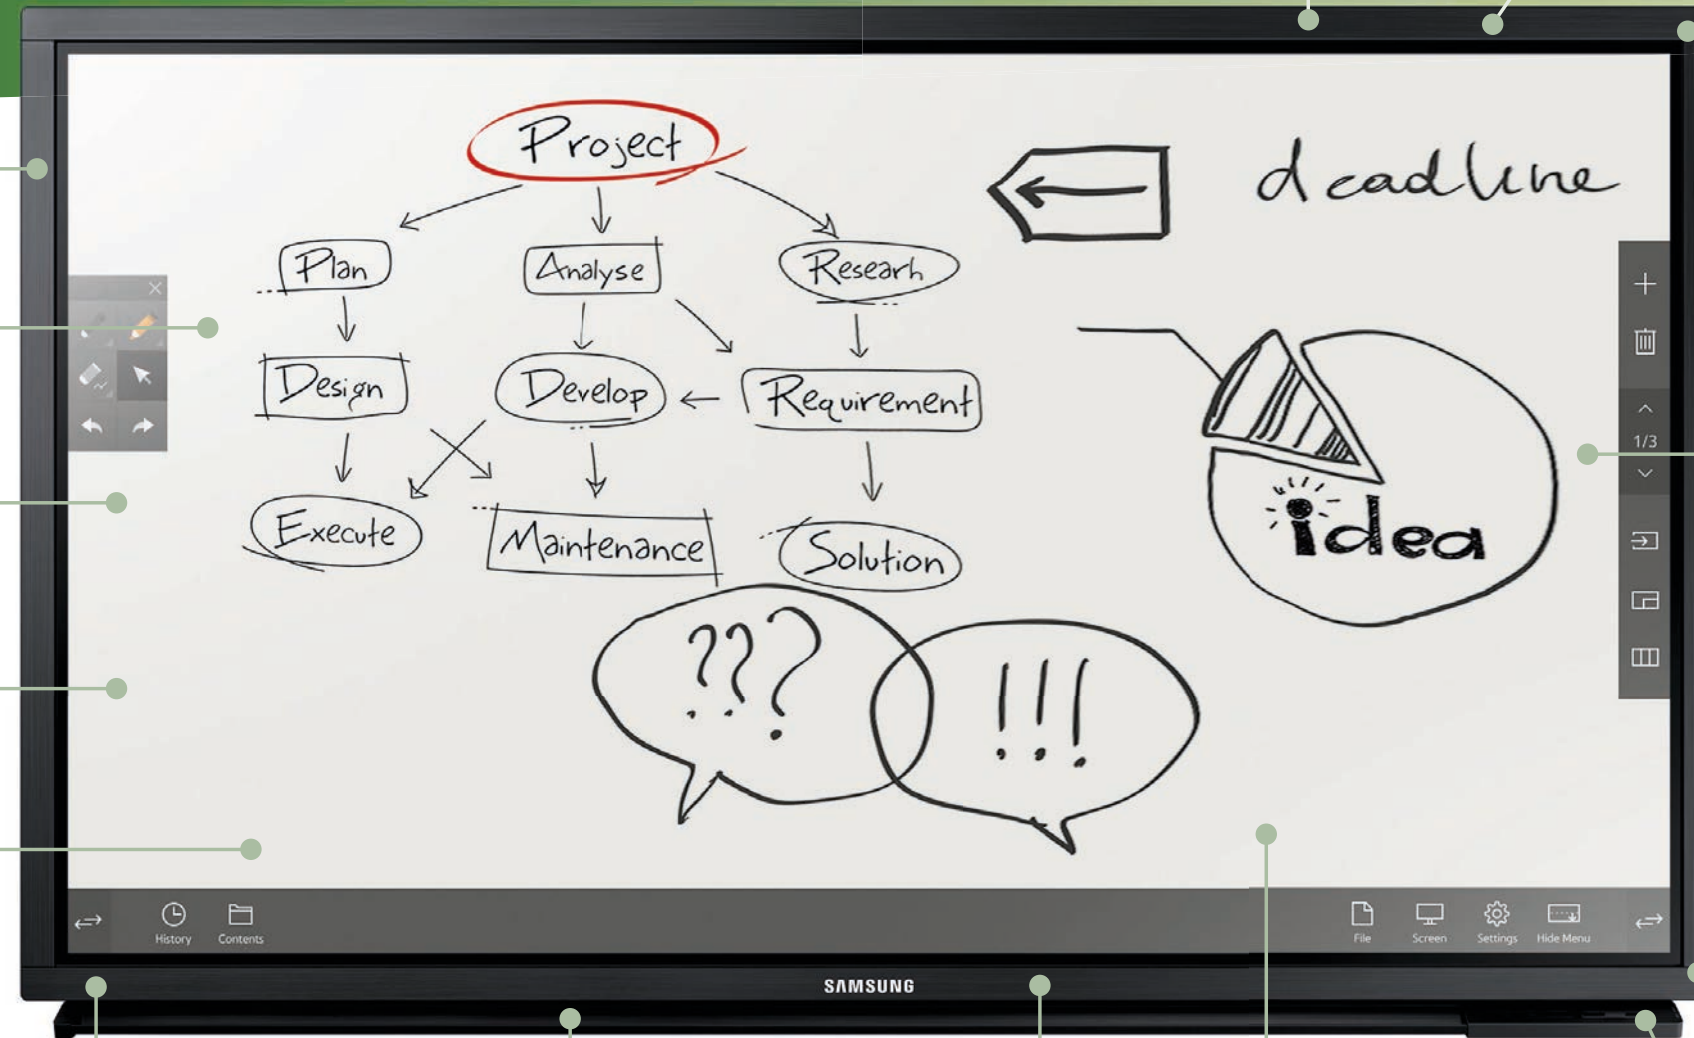 Project
deadline
Plan
Analyse
Researh
Design
Develop
Requirement
1/3
idea
Execute
Maintenance
Solution
???
!!!
History
Contents
File
Screen
Settings
Hide Menu
SAMSUNG